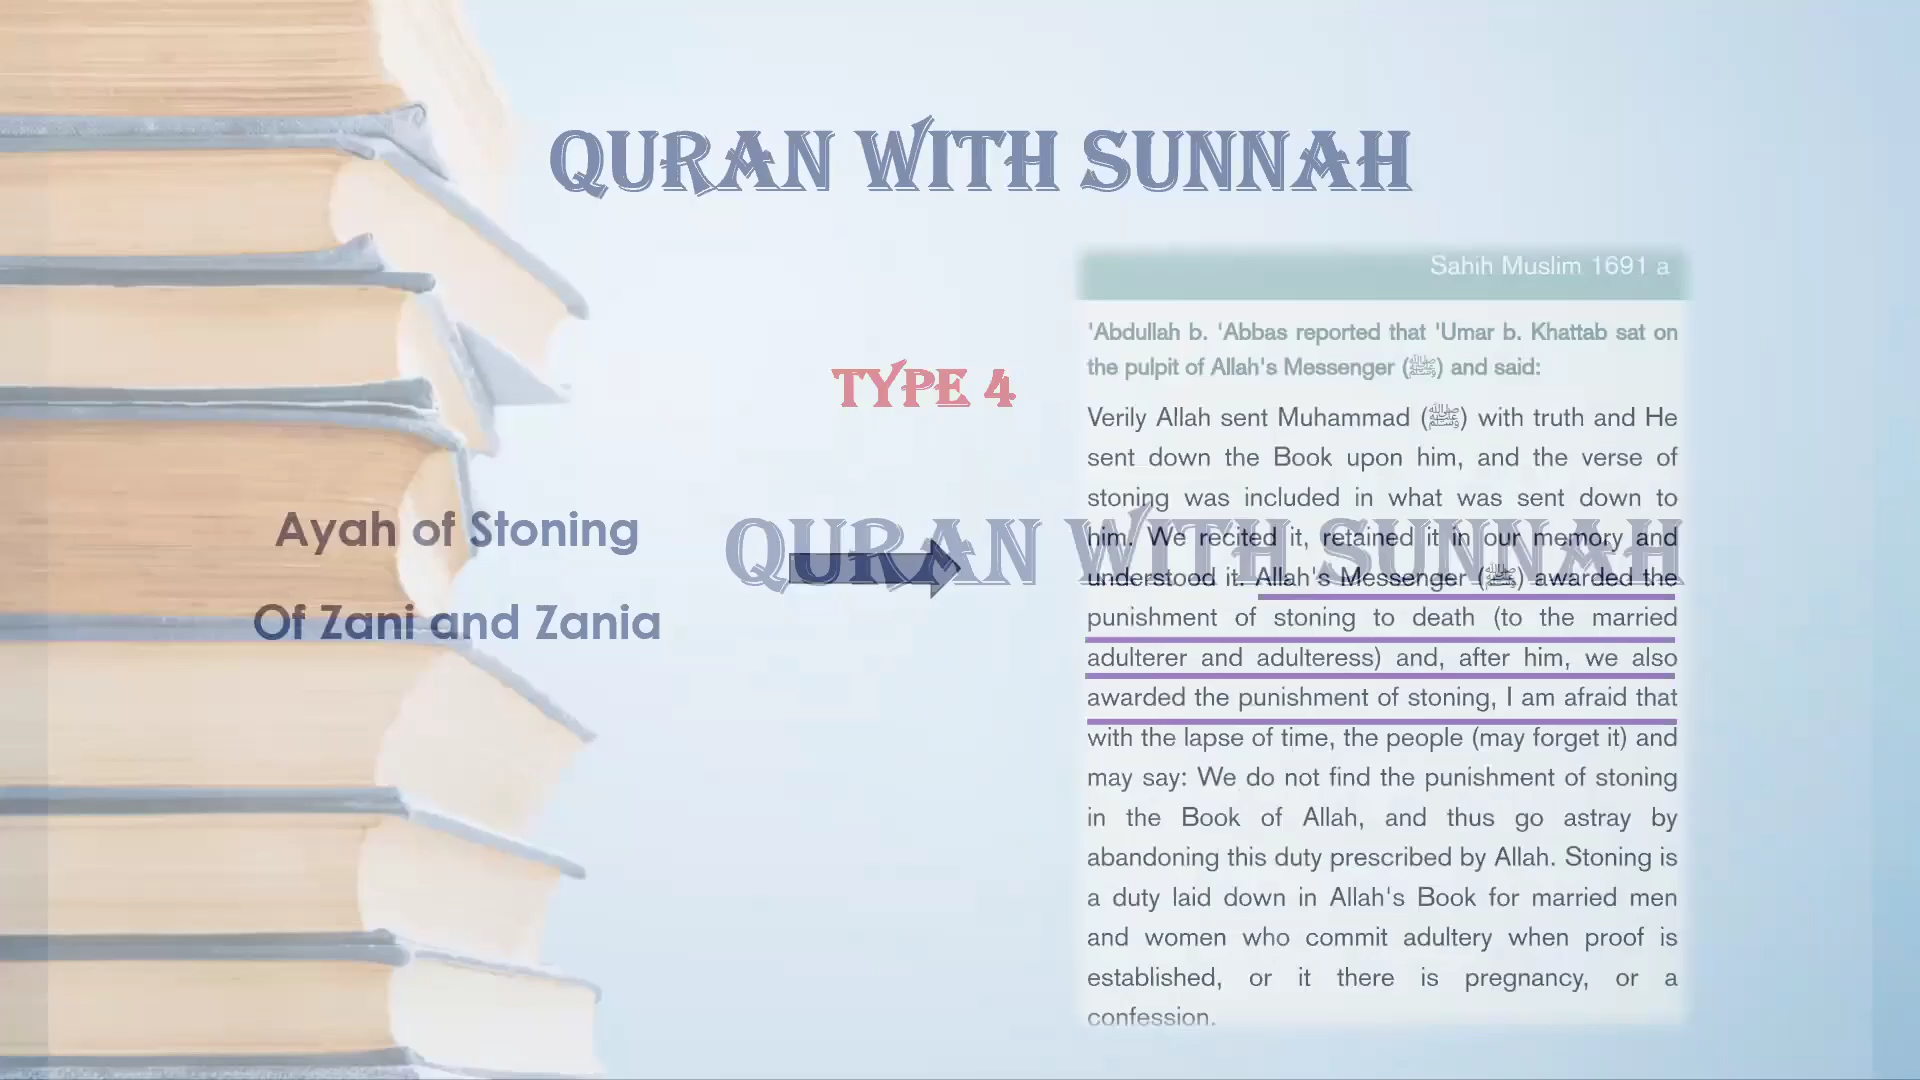 QURAN WITH SUNNAH
TYPE 4
Ayah of Stoning
Of Zani and Zania
QURAN WITH SUNNAH
Sahih Muslim 1691 a
'Abdullah b. 'Abbas reported that 'Umar b. Khattab sat on
the pulpit of Allah's Messenger (ﷺ) and said:
Verily Allah sent Muhammad (ﷺ) with truth and He
sent down the Book upon him, and the verse of
stoning was included in what was sent down to
him. We recited it, retained it in our memory and
understood it. Allah's Messenger (ﷺ) awarded the
punishment of stoning to death (to the married
adulterer and adulteress) and, after him, we also
awarded the punishment of stoning, I am afraid that
with the lapse of time, the people (may forget it) and
may say: We do not find the punishment of stoning
in the Book of Allah, and thus go astray by
abandoning this duty prescribed by Allah. Stoning is
a duty laid down in Allah's Book for married men
and women who commit adultery when proof is
established, or it there is pregnancy, or a
confession.